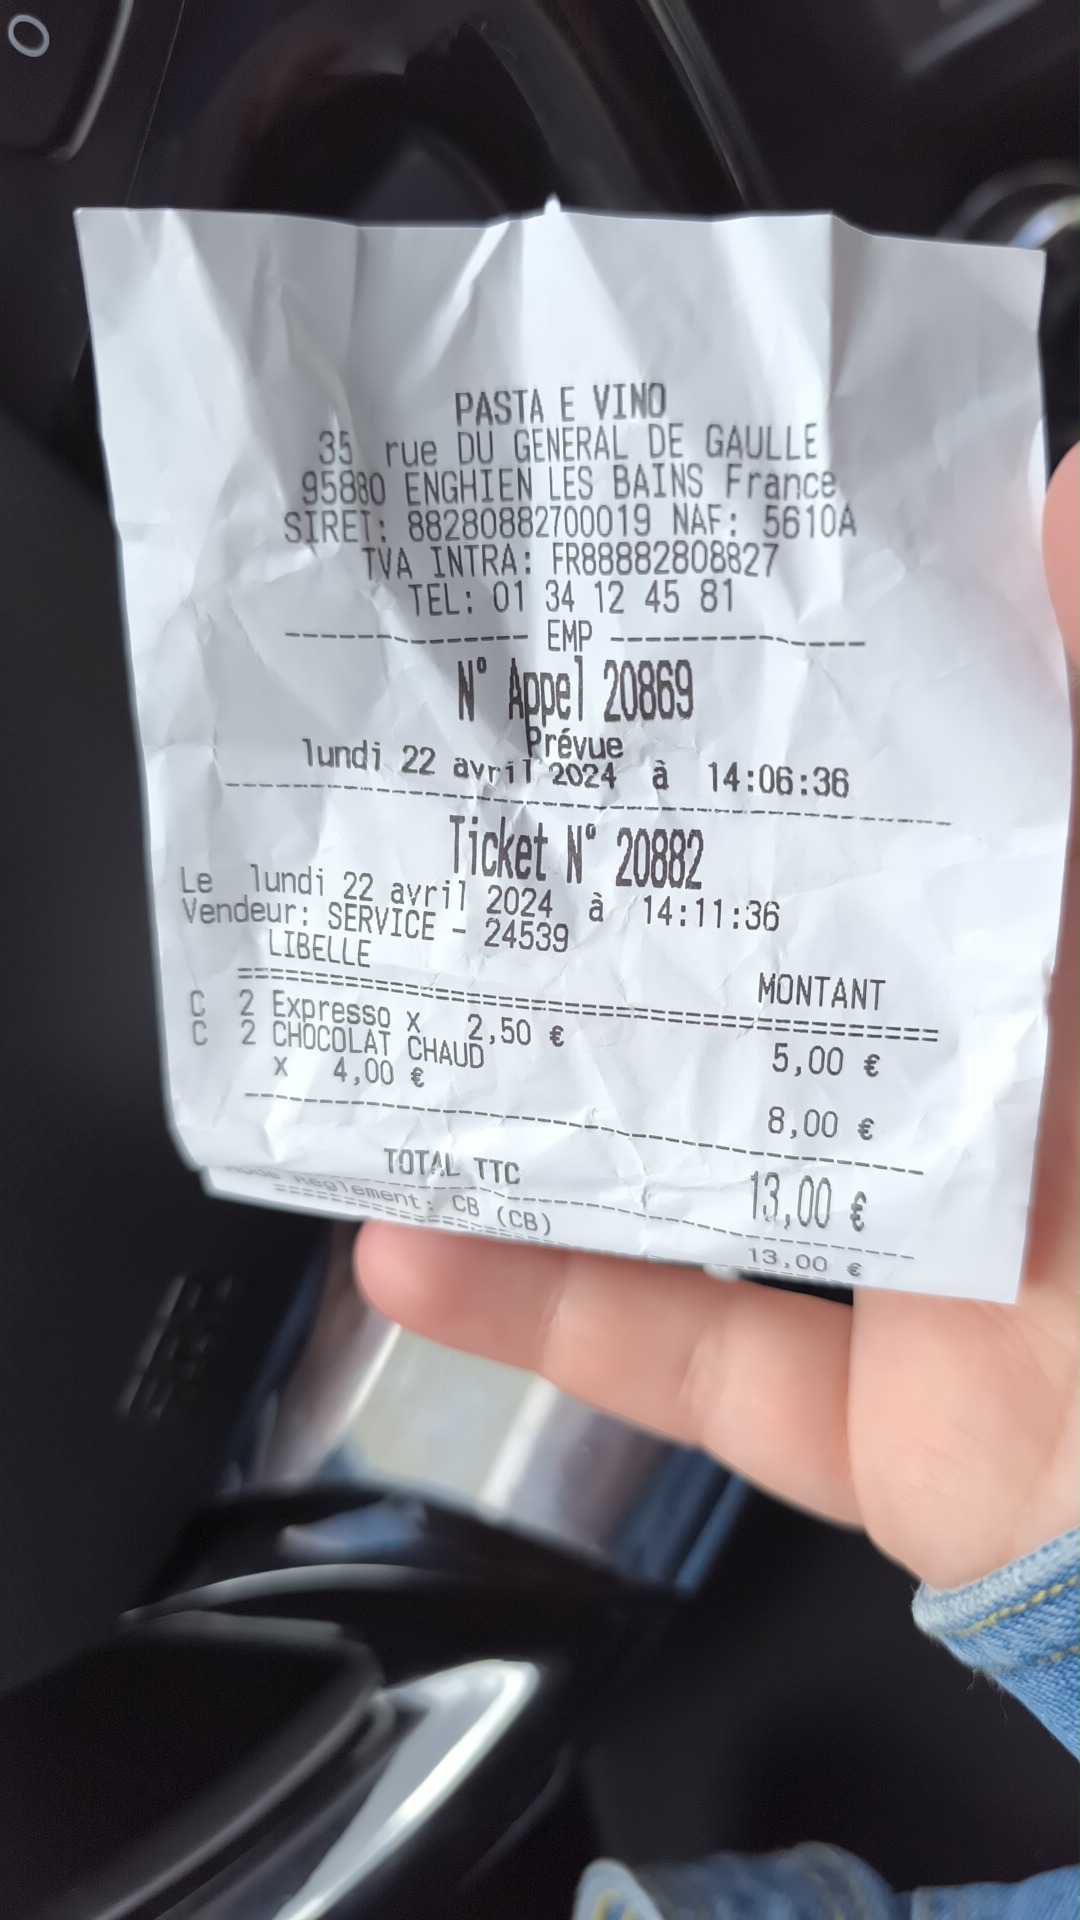 PASTA E VINO
35 rue DU GENERAL DE GAULLE
95880 ENGHIEN LES BAINS France
SIRET: 88280882700019 NAF: 5610A
TVA INTRA: FR88882808827
TEL: 01 34 12 45 81
-------------- EMP ---------------
N° Appel 20869
Prévue
lundi 22 avril 2024 à 14:06:36
Ticket N° 20882
Le lundi 22 avril 2024 à 14:11:36
Vendeur: SERVICE - 24539
LIBELLE MONTANT
C 2 Expresso x 2,50 € 5,00 €
C 2 CHOCOLAT CHAUD
x 4,00 € 8,00 €
TOTAL TTC 13,00 €
Reglement: CB (CB) 13,00 €